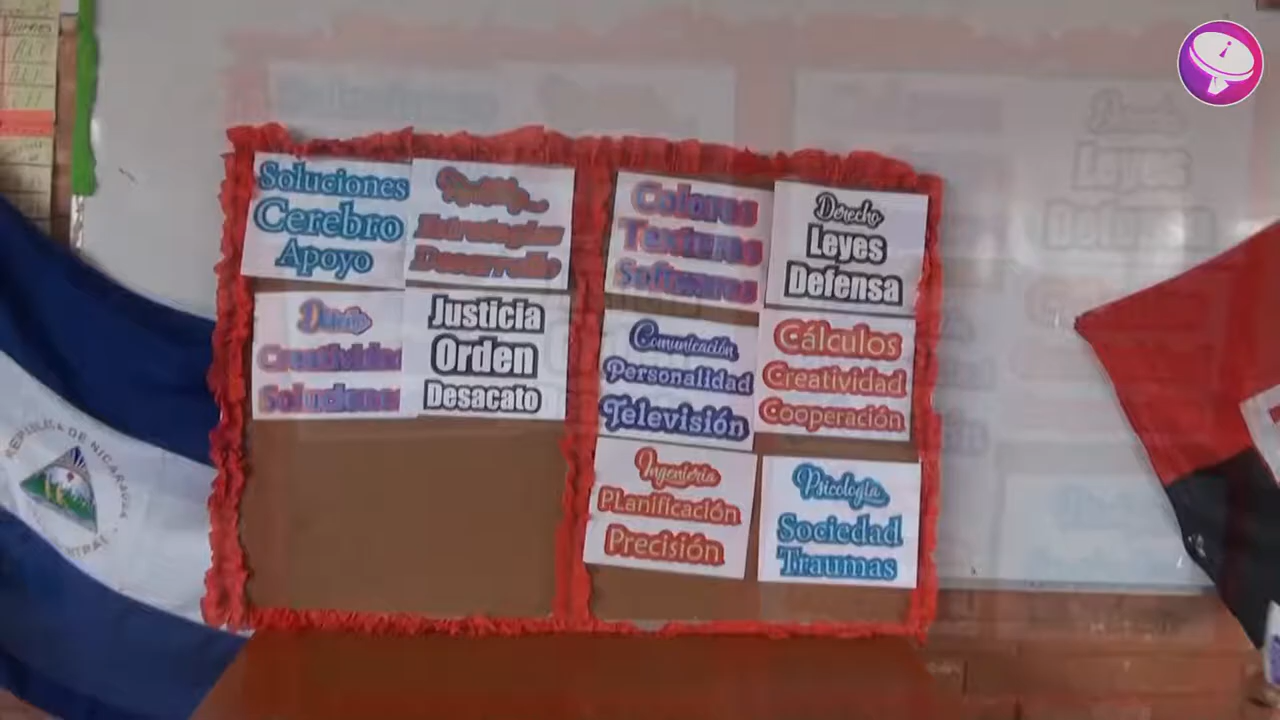 Soluciones
Cerebro
Apoyo
Estrategias
Desarrollo
Diseño
Creatividad
Soluciones
Justicia
Orden
Desacato
Colores
Texturas
Softwares
Derecho
Leyes
Defensa
Comunicación
Personalidad
Televisión
Cálculos
Creatividad
Cooperación
Ingeniería
PLanificación
Precisión
Psicología
Sociedad
Traumas
REPUBLICA DE NICARAGUA